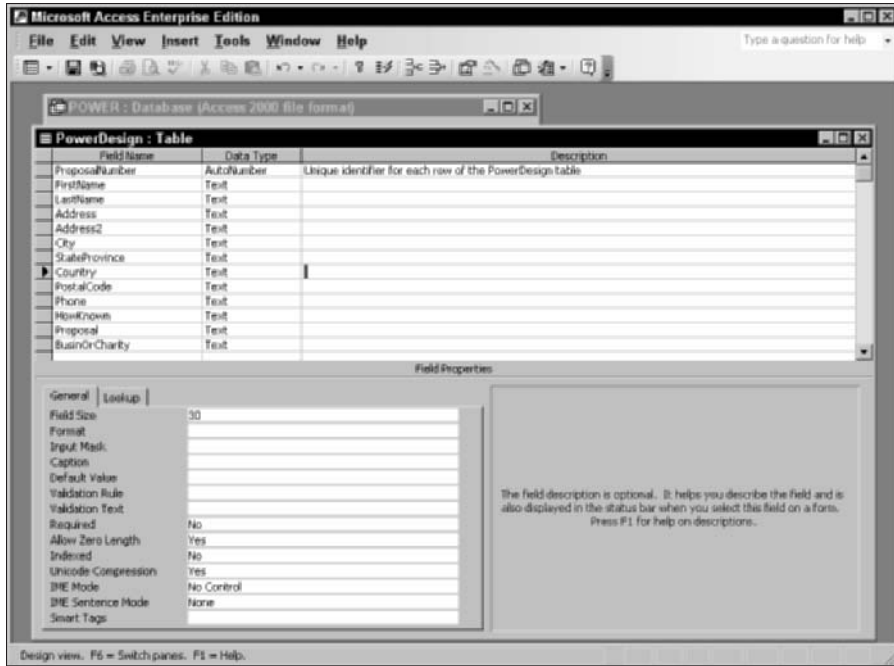 Microsoft Access Enterprise Edition
File Edit View Insert Tools Window Help
Type a question for help
POWER : Database (Access 2000 file format)
PowerDesign : Table
Field Name Data Type Description
ProposalNumber AutoNumber Unique identifier for each row of the PowerDesign table
FirstName Text
LastName Text
Address Text
Address2 Text
City Text
StateProvince Text
Country Text
PostalCode Text
Phone Text
HowKnown Text
Proposal Text
BusinOrCharity Text
Field Properties
General Lookup
Field Size 30
Format
Input Mask
Caption
Default Value
Validation Rule
Validation Text
Required No
Allow Zero Length Yes
Indexed No
Unicode Compression Yes
IME Mode No Control
IME Sentence Mode None
Smart Tags
The field description is optional. It helps you describe the field and is
also displayed in the status bar when you select this field on a form.
Press F1 for help on descriptions.
Design view. F6 = Switch panes. F1 = Help.